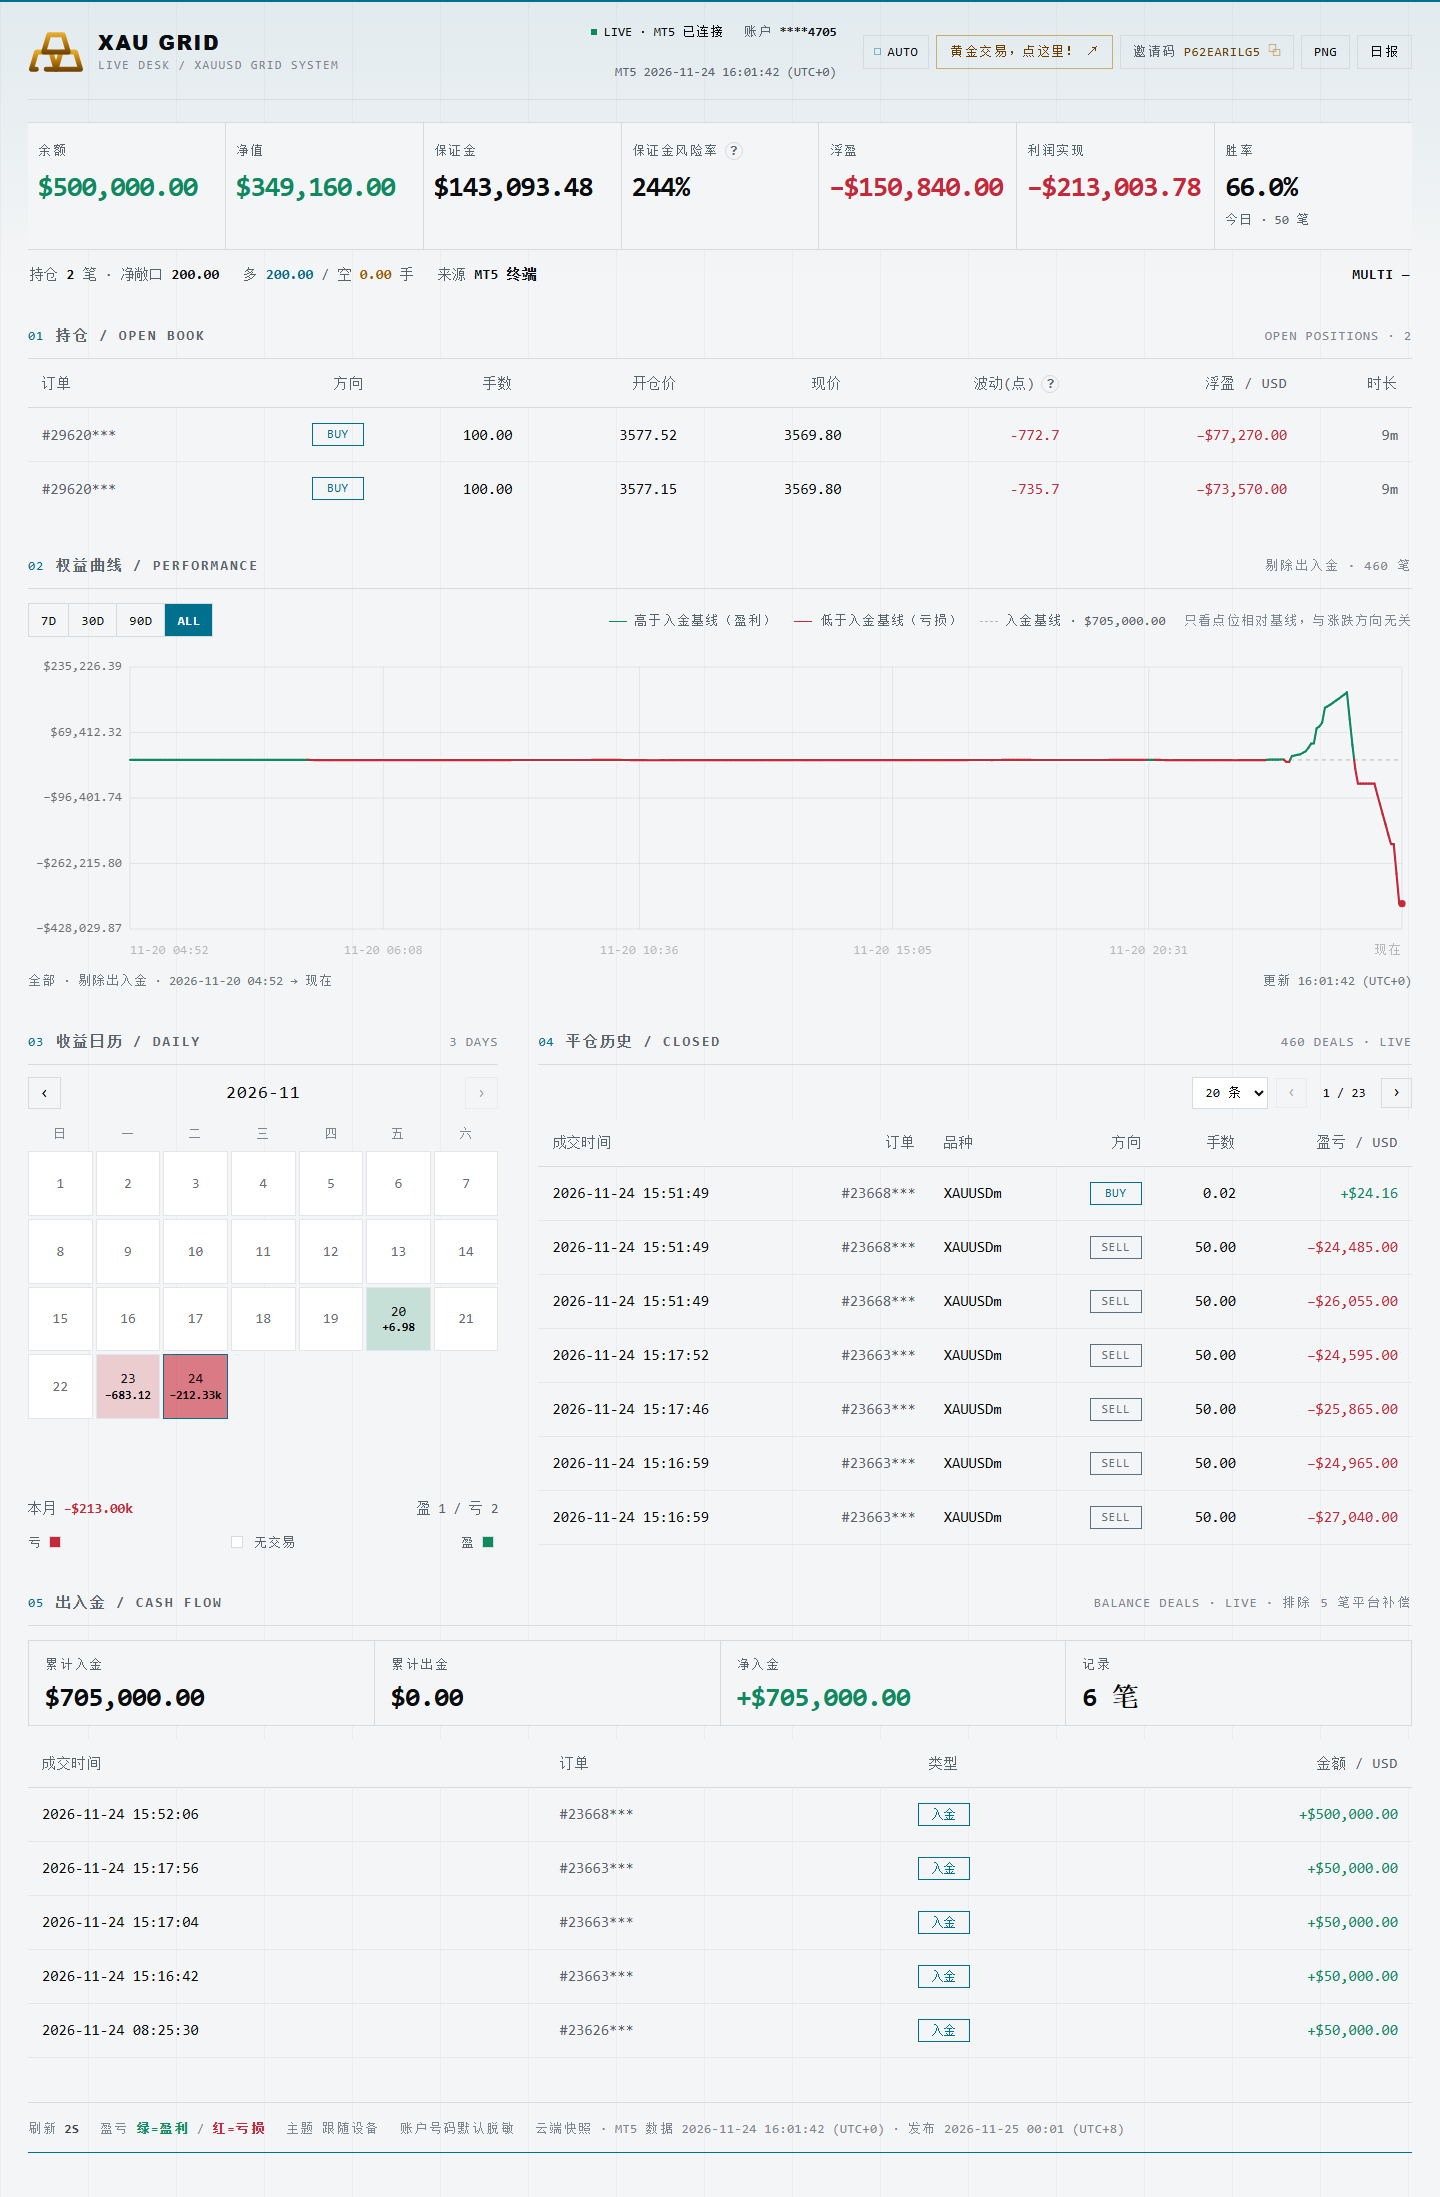 XAU GRID
LIVE DESK / XAUUSD GRID SYSTEM
LIVE · MT5 已连接 账户 ****4705
MT5 2026-11-24 16:01:42 (UTC+0)
AUTO
黄金交易，点这里! ↗
邀请码 P62EARILG5
PNG
日报
余额
$500,000.00
净值
$349,160.00
保证金
$143,093.48
保证金风险率 ?
244%
浮盈
−$150,840.00
利润实现
−$213,003.78
胜率
66.0%
今日 · 50 笔
持仓 2 笔 · 净敞口 200.00 多 200.00 / 空 0.00 手 来源 MT5 终端
MULTI —
01 持仓 / OPEN BOOK
OPEN POSITIONS · 2
订单 方向 手数 开仓价 现价 波动(点) ? 浮盈 / USD 时长
#29620*** BUY 100.00 3577.52 3569.80 -772.7 −$77,270.00 9m
#29620*** BUY 100.00 3577.15 3569.80 -735.7 −$73,570.00 9m
02 权益曲线 / PERFORMANCE
剔除出入金 · 460 笔
7D 30D 90D ALL
高于入金基线（盈利） 低于入金基线（亏损） 入金基线 · $705,000.00 只看点位相对基线，与涨跌方向无关
$235,226.39
$69,412.32
−$96,401.74
−$262,215.80
−$428,029.87
11-20 04:52 11-20 06:08 11-20 10:36 11-20 15:05 11-20 20:31 现在
全部 · 剔除出入金 · 2026-11-20 04:52 → 现在
更新 16:01:42 (UTC+0)
03 收益日历 / DAILY
3 DAYS
‹ 2026-11 ›
日 一 二 三 四 五 六
1 2 3 4 5 6 7
8 9 10 11 12 13 14
15 16 17 18 19 20 21
+6.98
22 23 24
−683.12 −212.33k
本月 −$213.00k
盈 1 / 亏 2
亏 无交易 盈
04 平仓历史 / CLOSED
460 DEALS · LIVE
20 条 ‹ 1 / 23 ›
成交时间 订单 品种 方向 手数 盈亏 / USD
2026-11-24 15:51:49 #23668*** XAUUSDm BUY 0.02 +$24.16
2026-11-24 15:51:49 #23668*** XAUUSDm SELL 50.00 −$24,485.00
2026-11-24 15:51:49 #23668*** XAUUSDm SELL 50.00 −$26,055.00
2026-11-24 15:17:52 #23663*** XAUUSDm SELL 50.00 −$24,595.00
2026-11-24 15:17:46 #23663*** XAUUSDm SELL 50.00 −$25,865.00
2026-11-24 15:16:59 #23663*** XAUUSDm SELL 50.00 −$24,965.00
2026-11-24 15:16:59 #23663*** XAUUSDm SELL 50.00 −$27,040.00
05 出入金 / CASH FLOW
BALANCE DEALS · LIVE · 排除 5 笔平台补偿
累计入金
$705,000.00
累计出金
$0.00
净入金
+$705,000.00
记录
6 笔
成交时间 订单 类型 金额 / USD
2026-11-24 15:52:06 #23668*** 入金 +$500,000.00
2026-11-24 15:17:56 #23663*** 入金 +$50,000.00
2026-11-24 15:17:04 #23663*** 入金 +$50,000.00
2026-11-24 15:16:42 #23663*** 入金 +$50,000.00
2026-11-24 08:25:30 #23626*** 入金 +$50,000.00
刷新 2S 盈亏 绿=盈利 / 红=亏损 主题 跟随设备 账户号码默认脱敏 云端快照 · MT5 数据 2026-11-24 16:01:42 (UTC+0) · 发布 2026-11-25 00:01 (UTC+8)